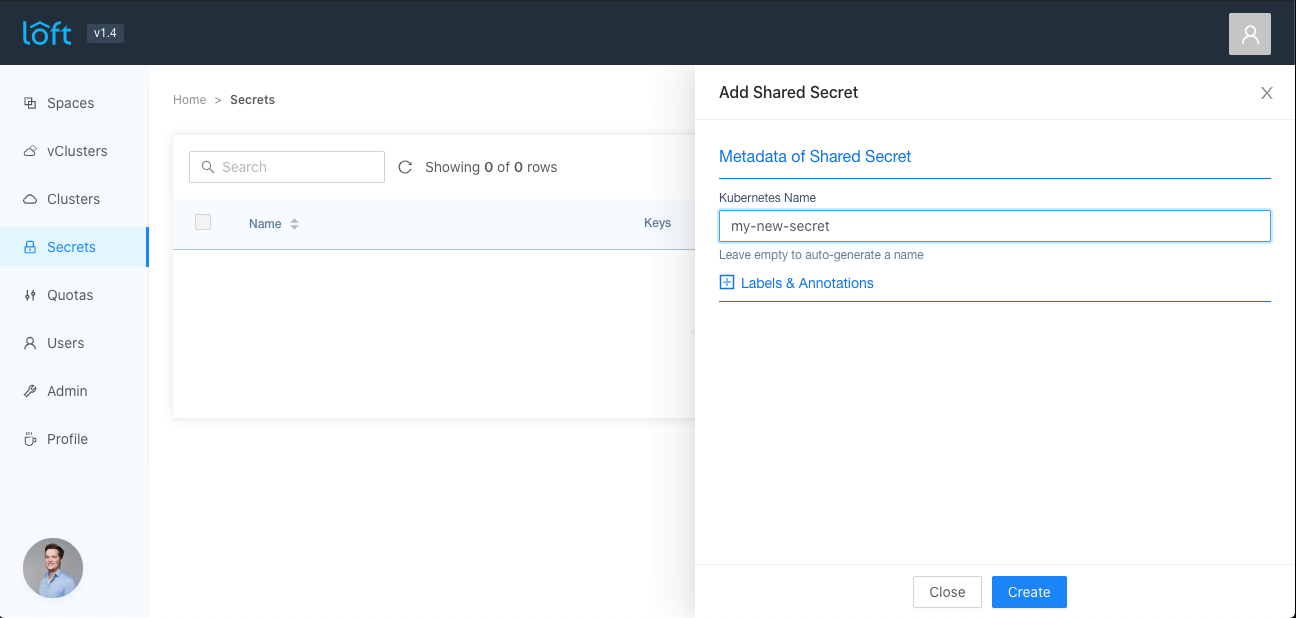 loft v1.4
Spaces
vClusters
Clusters
Secrets
Quotas
Users
Admin
Profile
Home > Secrets
Search
Showing 0 of 0 rows
Name Keys
Add Shared Secret
Metadata of Shared Secret
Kubernetes Name
my-new-secret
Leave empty to auto-generate a name
Labels & Annotations
Close Create